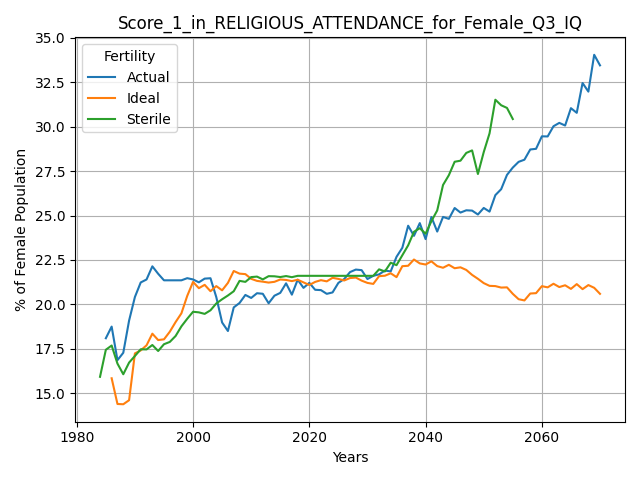 Score_1_in_RELIGIOUS_ATTENDANCE_for_Female_Q3_IQ
% of Female Population
35.0
32.5
30.0
27.5
25.0
22.5
20.0
17.5
15.0
Fertility
Actual
Ideal
Sterile
1980
2000
2020
2040
2060
Years